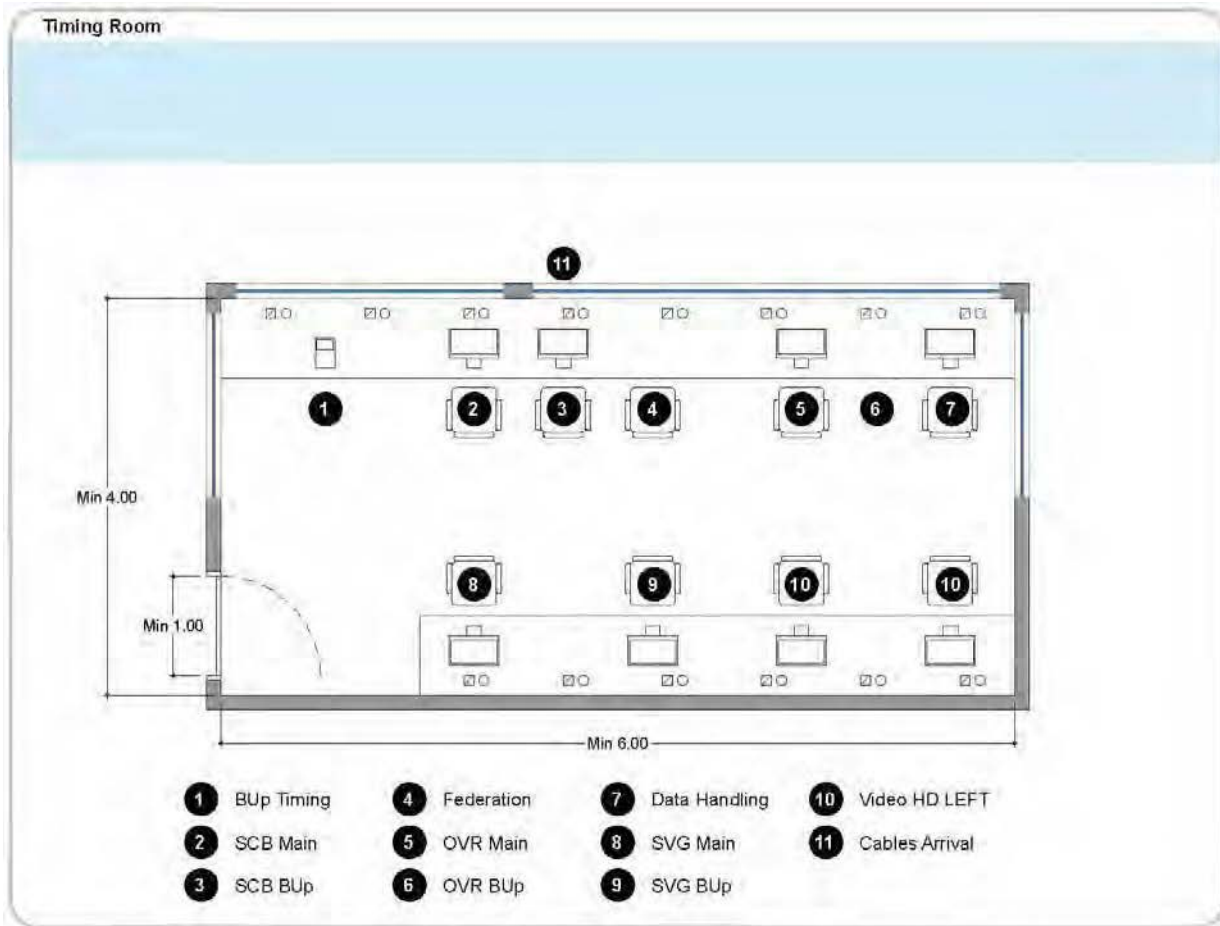 Timing Room
11
1 2 3 4 5 6 7
Min 4.00
8 9 10 10
Min 1.00
Min 6.00
1 BUp Timing
2 SCB Main
3 SCB BUp
4 Federation
5 OVR Main
6 OVR BUp
7 Data Handling
8 SVG Main
9 SVG BUp
10 Video HD LEFT
11 Cables Arrival